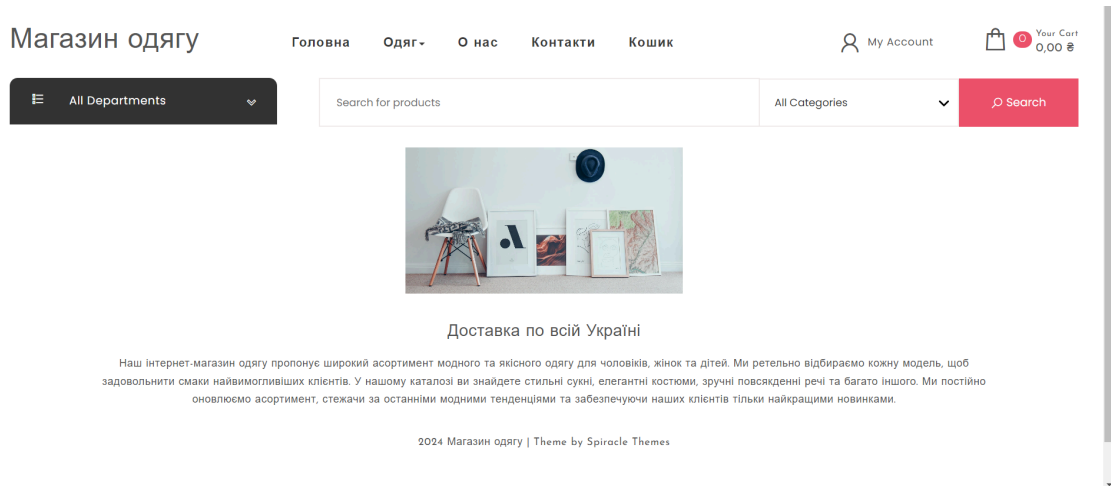 Магазин одягу
Головна Одяг О нас Контакти Кошик
My Account
0
Your Cart
0,00 ₴
All Departments
Search for products
All Categories
Search
a
Доставка по всій Україні
Наш інтернет-магазин одягу пропонує широкий асортимент модного та якісного одягу для чоловіків, жінок та дітей. Ми ретельно відбираємо кожну модель, щоб
задовольнити смаки найвимогливіших клієнтів. У нашому каталозі ви знайдете стильні сукні, елегантні костюми, зручні повсякденні речі та багато іншого. Ми постійно
оновлюємо асортимент, стежачи за останніми модними тенденціями та забезпечуючи наших клієнтів тільки найкращими новинками.
2024 Магазин одягу | Theme by Spiracle Themes